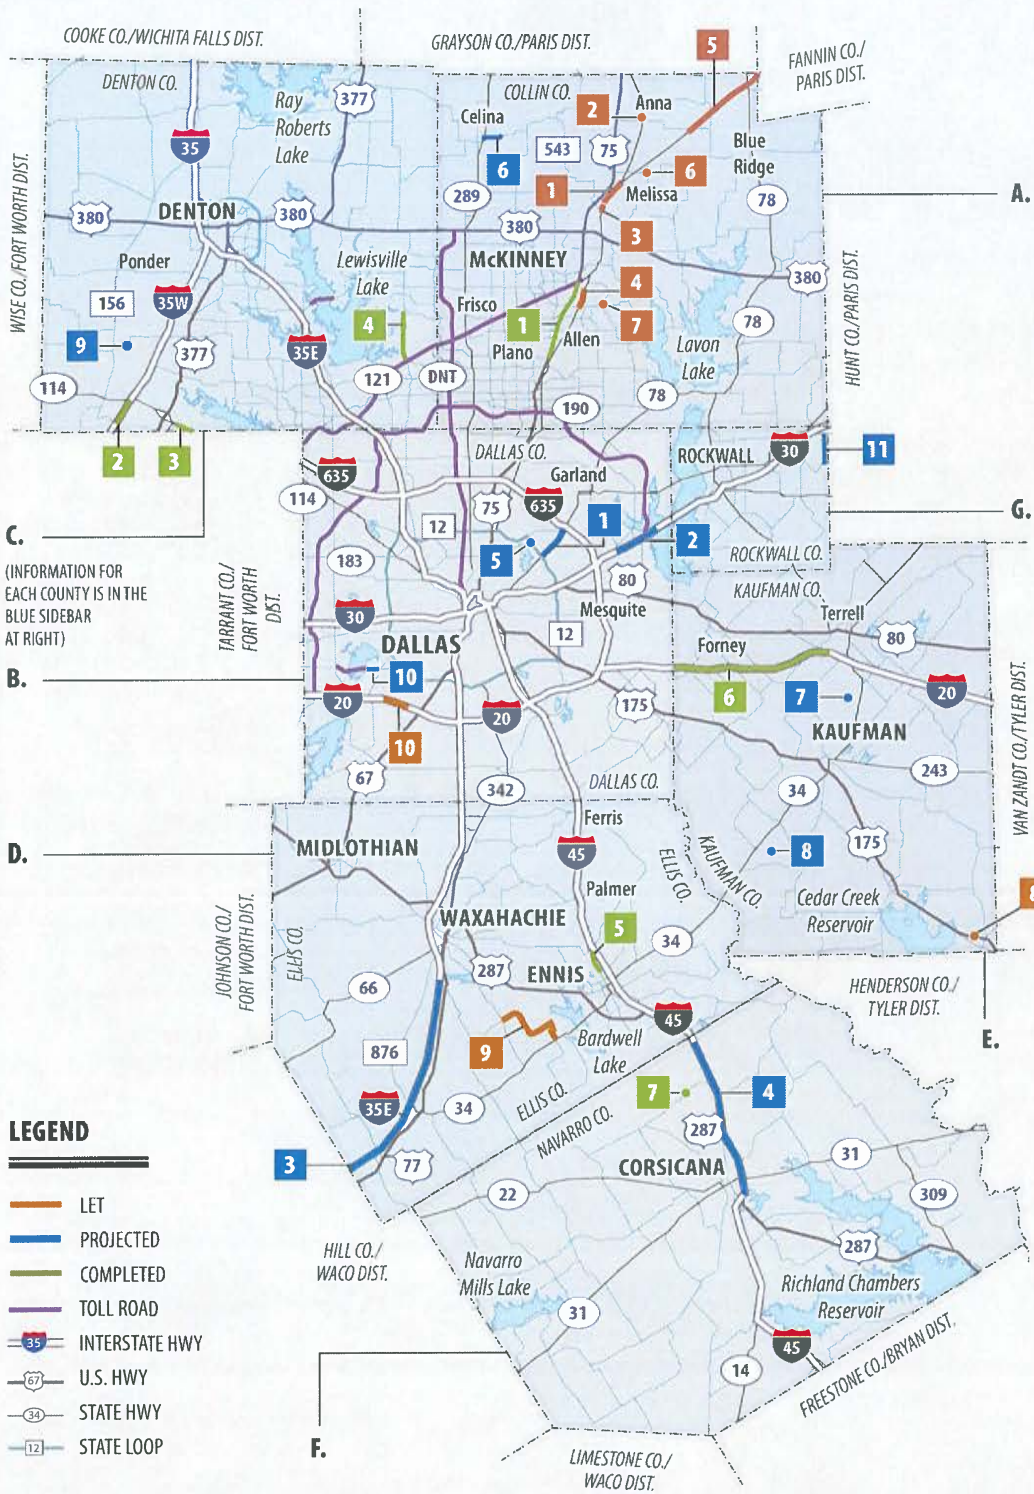 COOKE CO./WICHITA FALLS DIST.
GRAYSON CO./PARIS DIST.
5
FANNIN CO./
PARIS DIST.
DENTON CO.
COLLIN CO.
377
Ray
Roberts
Lake
2
Anna
Celina
35
543
75
Blue
Ridge
6
6
WISE CO./FORT WORTH DIST.
1
Melissa
289
78
A.
DENTON
380
380
380
3
McKINNEY
380
Ponder
Lewisville
Lake
HUNT CO./PARIS DIST.
156
35W
Frisco
4
7
78
9
4
1
377
35E
Plano
Allen
Lavon
Lake
114
121
DNT
78
190
2
3
DALLAS CO.
ROCKWALL
30
11
635
Garland
114
75
635
C.
12
1
G.
(INFORMATION FOR
EACH COUNTY IS IN THE
BLUE SIDEBAR
AT RIGHT)
183
5
2
ROCKWALL CO.
80
KAUFMAN CO.
TARRANT CO./
FORT WORTH
DIST.
30
Mesquite
Terrell
12
80
DALLAS
Forney
B.
10
6
7
20
20
20
175
KAUFMAN
VAN ZANDT CO./TYLER DIST.
10
67
243
342
DALLAS CO.
34
Ferris
D.
MIDLOTHIAN
45
KAUFMAN CO.
ELLIS CO.
8
175
Palmer
8
JOHNSON CO./
FORT WORTH DIST.
ELLIS CO.
WAXAHACHIE
5
Cedar Creek
Reservoir
34
287
ENNIS
66
HENDERSON CO./
TYLER DIST.
45
E.
9
Bardwell
Lake
876
ELLIS CO.
7
4
35E
34
NAVARRO CO.
287
3
77
CORSICANA
31
22
309
HILL CO./
WACO DIST.
287
Navarro
Mills Lake
Richland Chambers
Reservoir
31
45
14
FREESTONE CO./BRYAN DIST.
F.
LIMESTONE CO./
WACO DIST.
LEGEND
LET
PROJECTED
COMPLETED
TOLL ROAD
35 INTERSTATE HWY
67 U.S. HWY
34 STATE HWY
12 STATE LOOP